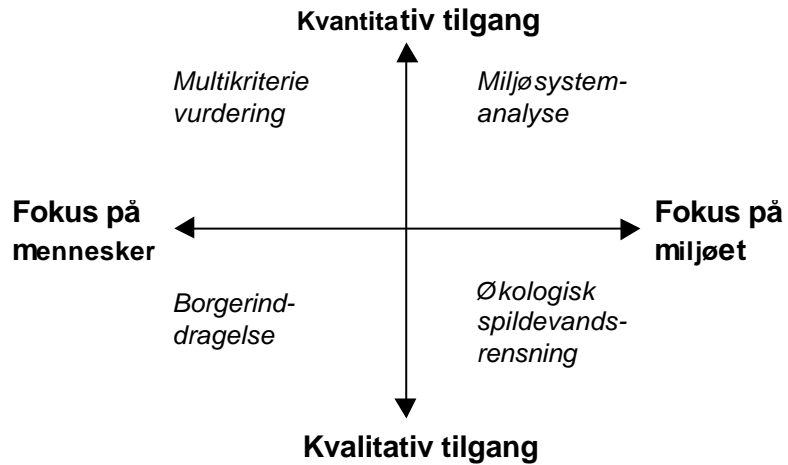 Kvantitativ tilgang
Multikriterie
vurdering
Miljøsystem-
analyse
Fokus på
mennesker
Fokus på
miljøet
Borgerind-
dragelse
Økologisk
spildevands-
rensning
Kvalitativ tilgang